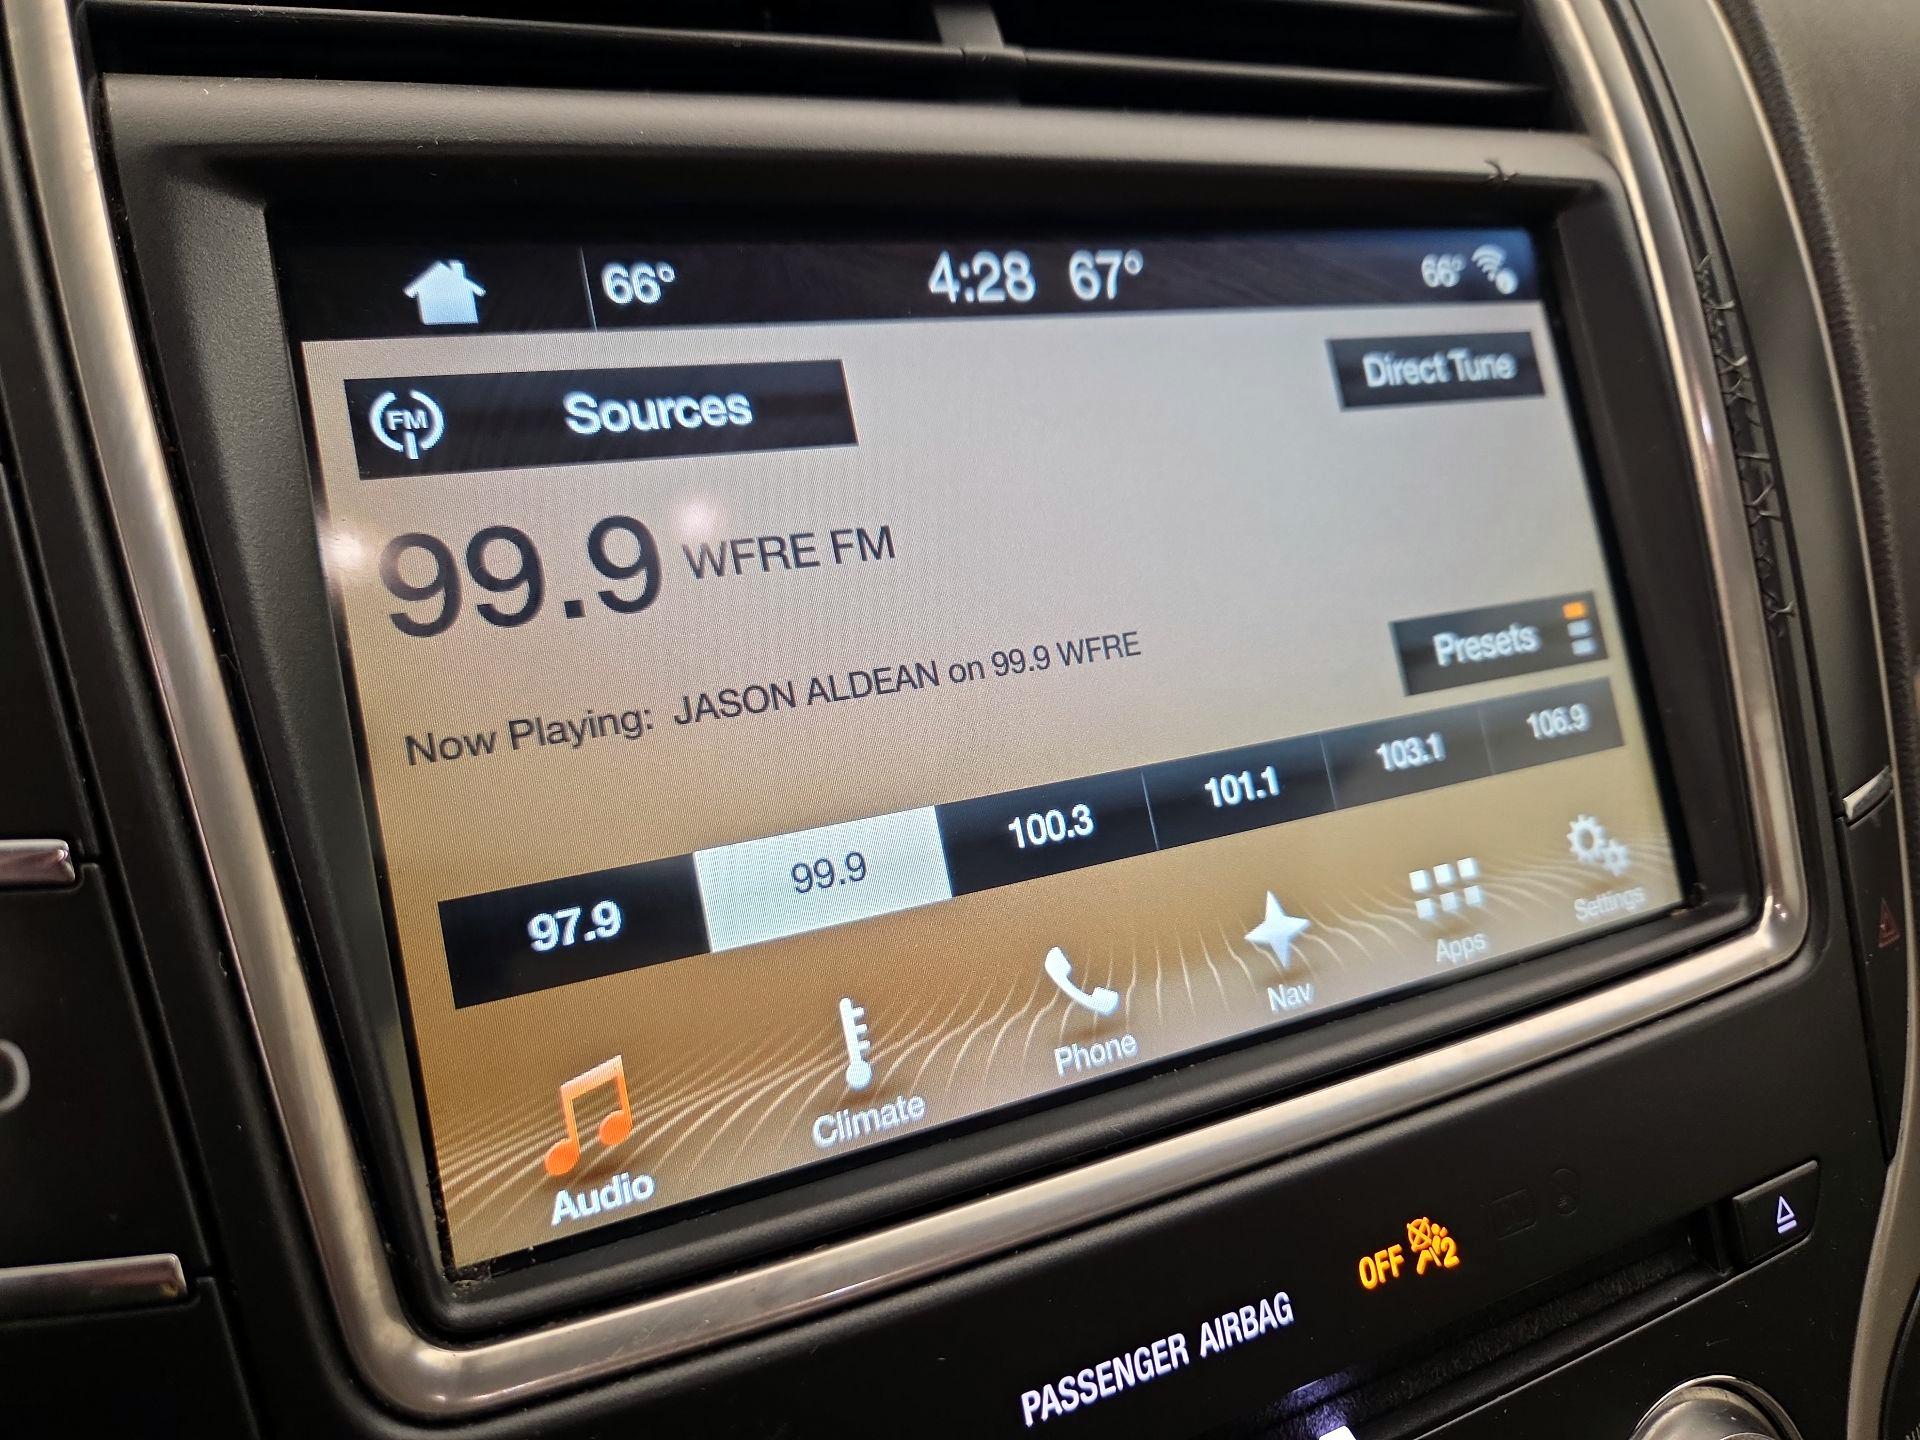 66° 4:28 67° 66°
FM Sources Direct Tune
99.9 WFRE FM
Presets
Now Playing: JASON ALDEAN on 99.9 WFRE
97.9 99.9 100.3 101.1 103.1 106.9
Audio Climate Phone Nav Apps Settings
OFF 2
PASSENGER AIRBAG